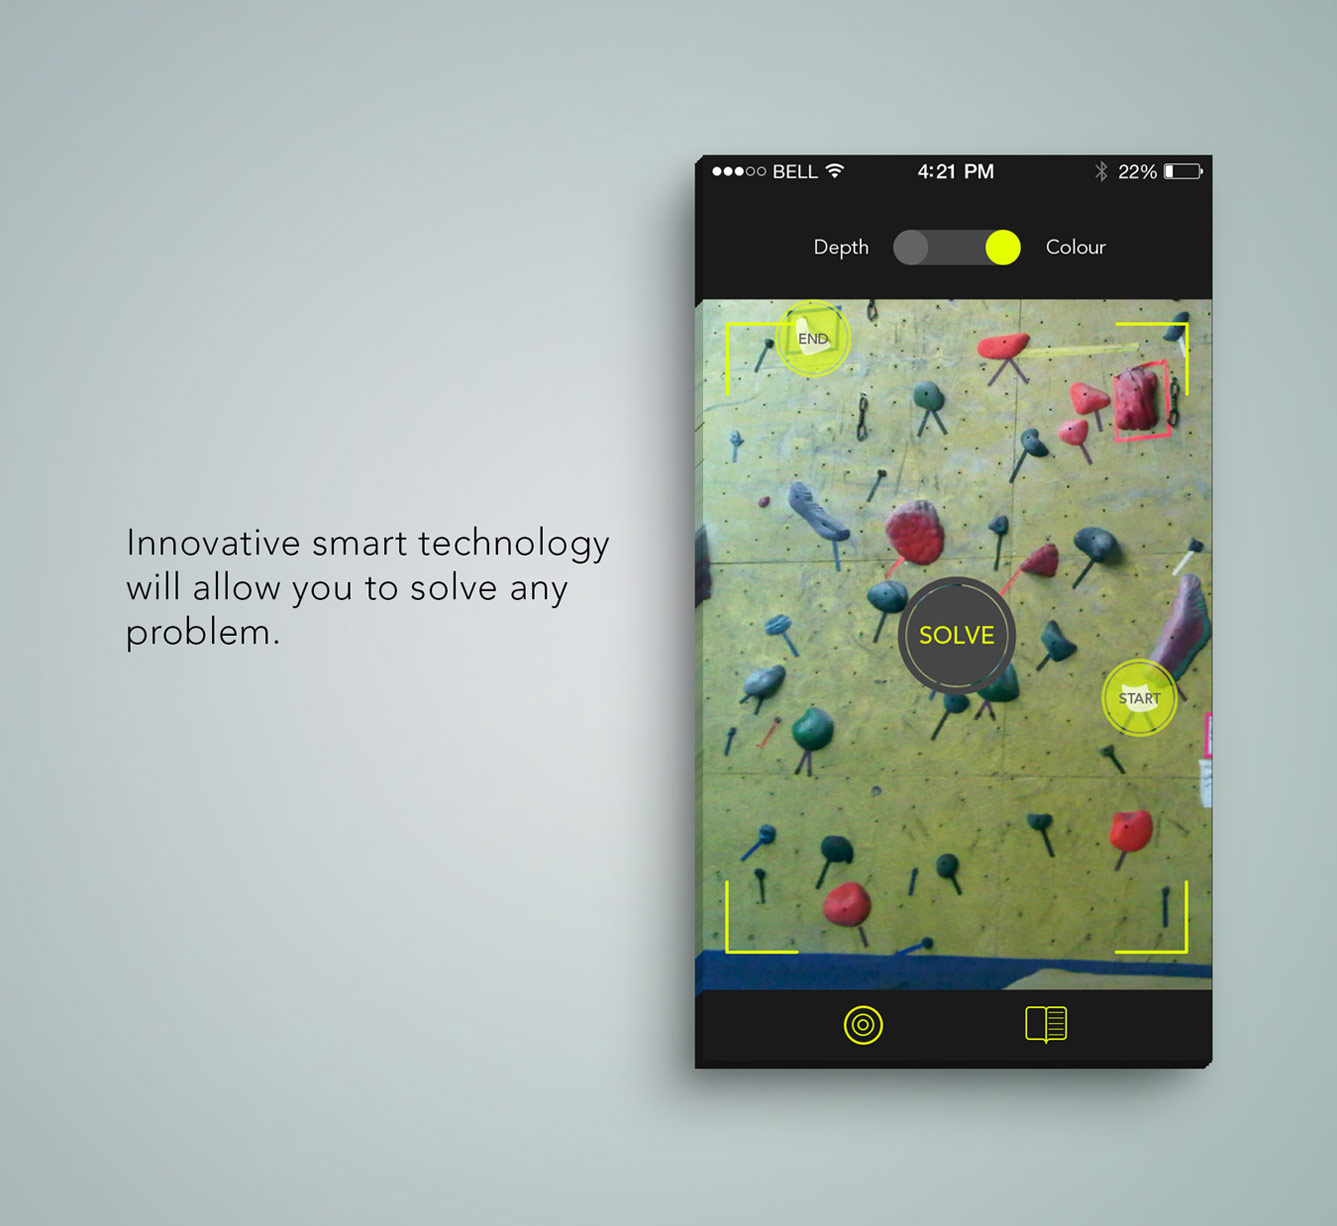 Innovative smart technology
will allow you to solve any
problem.
BELL 4:21 PM 22%
Depth Colour
END
SOLVE
START